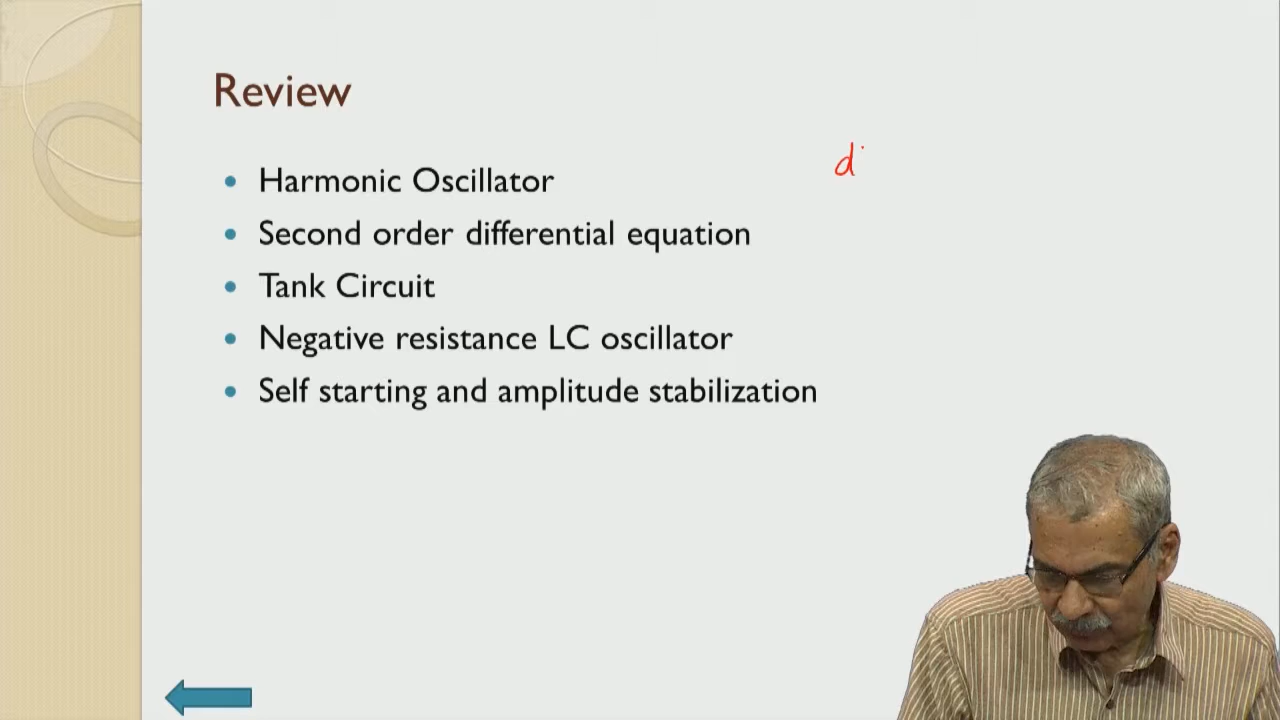 Review
Harmonic Oscillator
d
Second order differential equation
Tank Circuit
Negative resistance LC oscillator
Self starting and amplitude stabilization